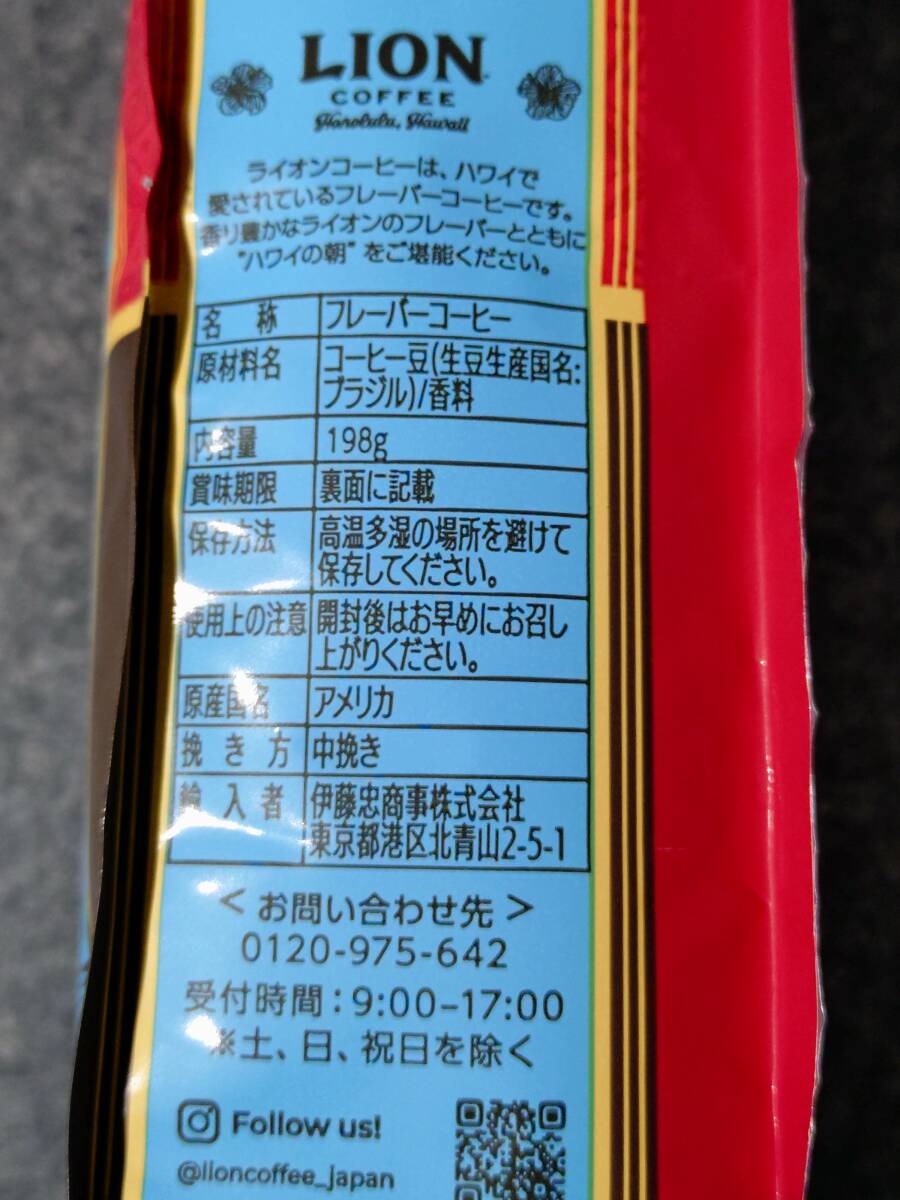 LION
COFFEE
Honolulu, Hawaii
ライオンコーヒーは、ハワイで
愛されているフレーバーコーヒーです。
香り豊かなライオンのフレーバーとともに
"ハワイの朝"をご堪能ください。
名 称 フレーバーコーヒー
原材料名 コーヒー豆(生豆生産国名:
ブラジル)/香料
内容量 198g
賞味期限 裏面に記載
保存方法 高温多湿の場所を避けて
保存してください。
使用上の注意 開封後はお早めにお召し
上がりください。
原産国名 アメリカ
挽 き 方 中挽き
輸 入 者 伊藤忠商事株式会社
東京都港区北青山2-5-1
<お問い合わせ先>
0120-975-642
受付時間:9:00-17:00
※土、日、祝日を除く
Follow us!
@lioncoffee_japan